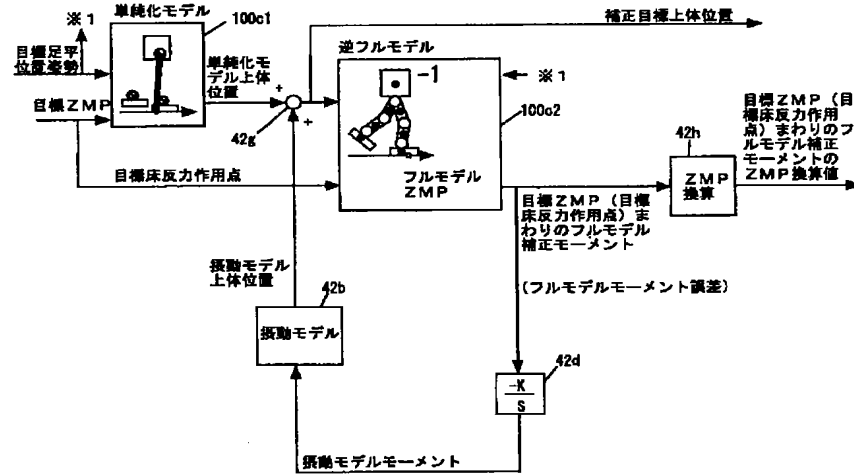 単純化モデル
100c1
※1
補正目標上体位置
目標足平
位置姿勢
単純化モ
デル上体
位置
逆フルモデル
-1
※1
目標ZMP
+
42g
+
100c2
目標床反力作用点
フルモデル
ZMP
42h
ZMP
換算
目標ZMP(目
標床反力作用
点)まわりのフ
ルモデル補正
モーメントの
ZMP換算値
目標ZMP(目標
床反力作用点)ま
わりのフルモデル
補正モーメント
摂動モデル
上体位置
42b
(フルモデルモーメント誤差)
摂動モデル
42d
-K
S
摂動モデルモーメント